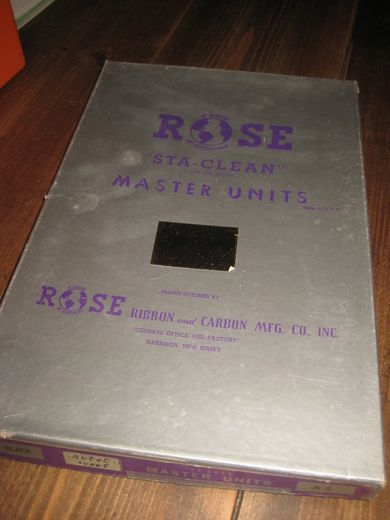 ROSE
"STA-CLEAN"
MASTER UNITS
MANUFACTURED BY
ROSE RIBBON and CARBON MFG. CO., INC.
"GENERAL OFFICE AND FACTORY"
HARRISON, NEW JERSEY
BLACK
MASTER UNITS